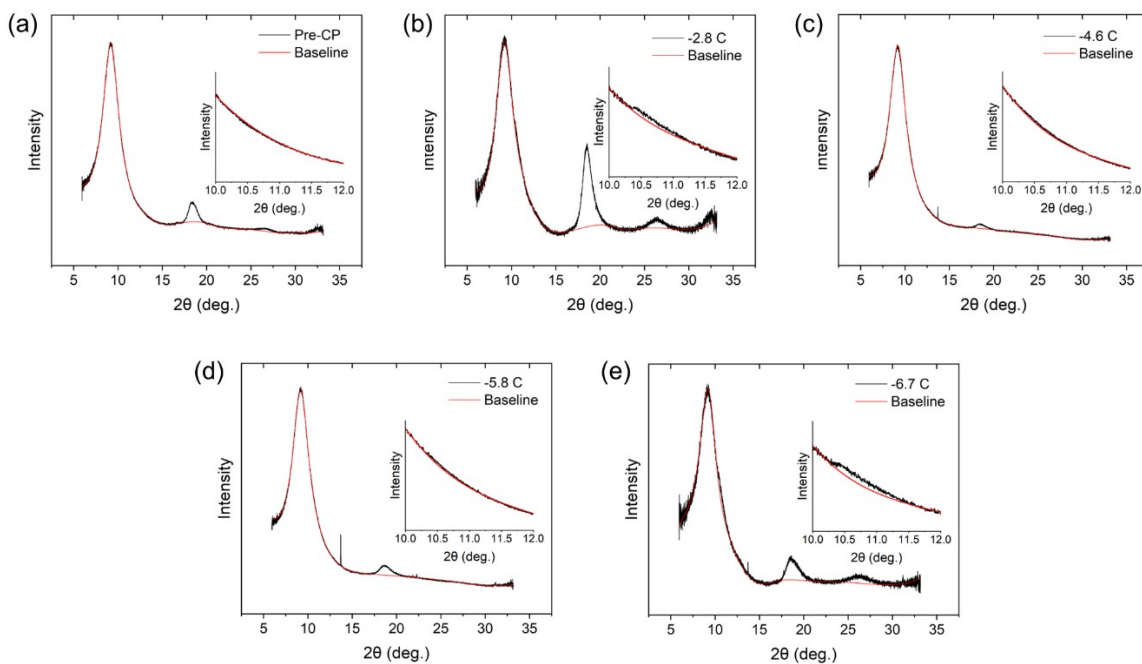 (a)
Pre-CP
Baseline
Intensity
Intensity
10.0 10.5 11.0 11.5 12.0
2θ (deg.)
5 10 15 20 25 30 35
2θ (deg.)
(b)
-2.8 C
Baseline
Intensity
Intensity
10.0 10.5 11.0 11.5 12.0
2θ (deg.)
5 10 15 20 25 30 35
2θ (deg.)
(c)
-4.6 C
Baseline
Intensity
Intensity
10.0 10.5 11.0 11.5 12.0
2θ (deg.)
5 10 15 20 25 30 35
2θ (deg.)
(d)
-5.8 C
Baseline
Intensity
Intensity
10.0 10.5 11.0 11.5 12.0
2θ (deg.)
5 10 15 20 25 30 35
2θ (deg.)
(e)
-6.7 C
Baseline
Intensity
Intensity
10.0 10.5 11.0 11.5 12.0
2θ (deg.)
5 10 15 20 25 30 35
2θ (deg.)